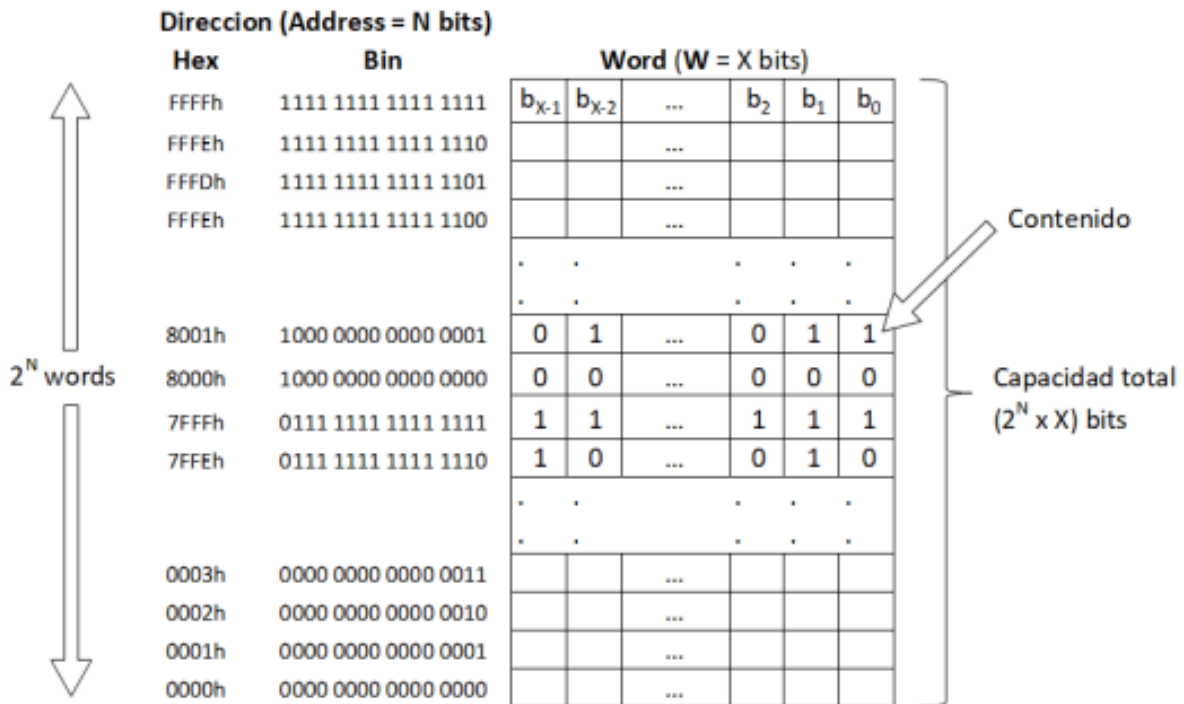 Direccion (Address = N bits)
Hex Bin Word (W = X bits)
FFFFh 1111 1111 1111 1111 bX-1 bX-2 ... b2 b1 b0
FFFEh 1111 1111 1111 1110 ...
FFFDh 1111 1111 1111 1101 ...
FFFEh 1111 1111 1111 1100 ...
Contenido
. . . . .
. . . . .
8001h 1000 0000 0000 0001 0 1 ... 0 1 1
2^N words 8000h 1000 0000 0000 0000 0 0 ... 0 0 0 Capacidad total
7FFFh 0111 1111 1111 1111 1 1 ... 1 1 1 (2^N x X) bits
7FFEh 0111 1111 1111 1110 1 0 ... 0 1 0
. . . . .
. . . . .
0003h 0000 0000 0000 0011 ...
0002h 0000 0000 0000 0010 ...
0001h 0000 0000 0000 0001 ...
0000h 0000 0000 0000 0000 ...